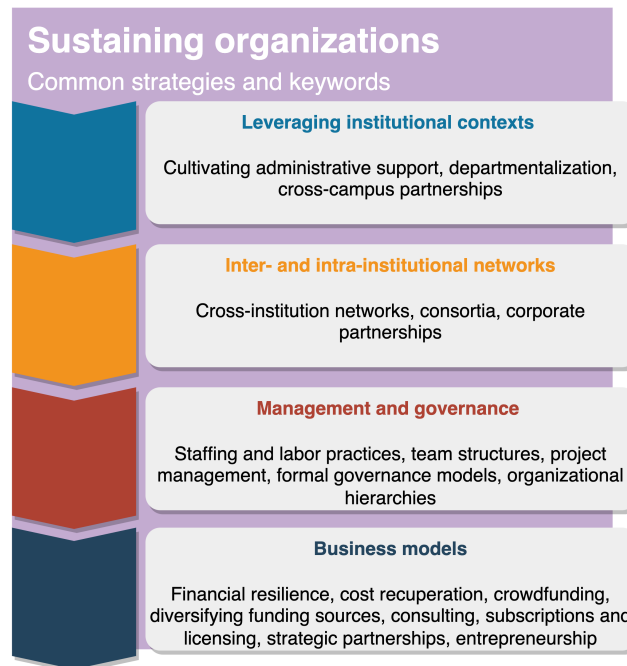 Sustaining organizations
Common strategies and keywords
Leveraging institutional contexts
Cultivating administrative support, departmentalization,
cross-campus partnerships
Inter- and intra-institutional networks
Cross-institution networks, consortia, corporate
partnerships
Management and governance
Staffing and labor practices, team structures, project
management, formal governance models, organizational
hierarchies
Business models
Financial resilience, cost recuperation, crowdfunding,
diversifying funding sources, consulting, subscriptions and
licensing, strategic partnerships, entrepreneurship